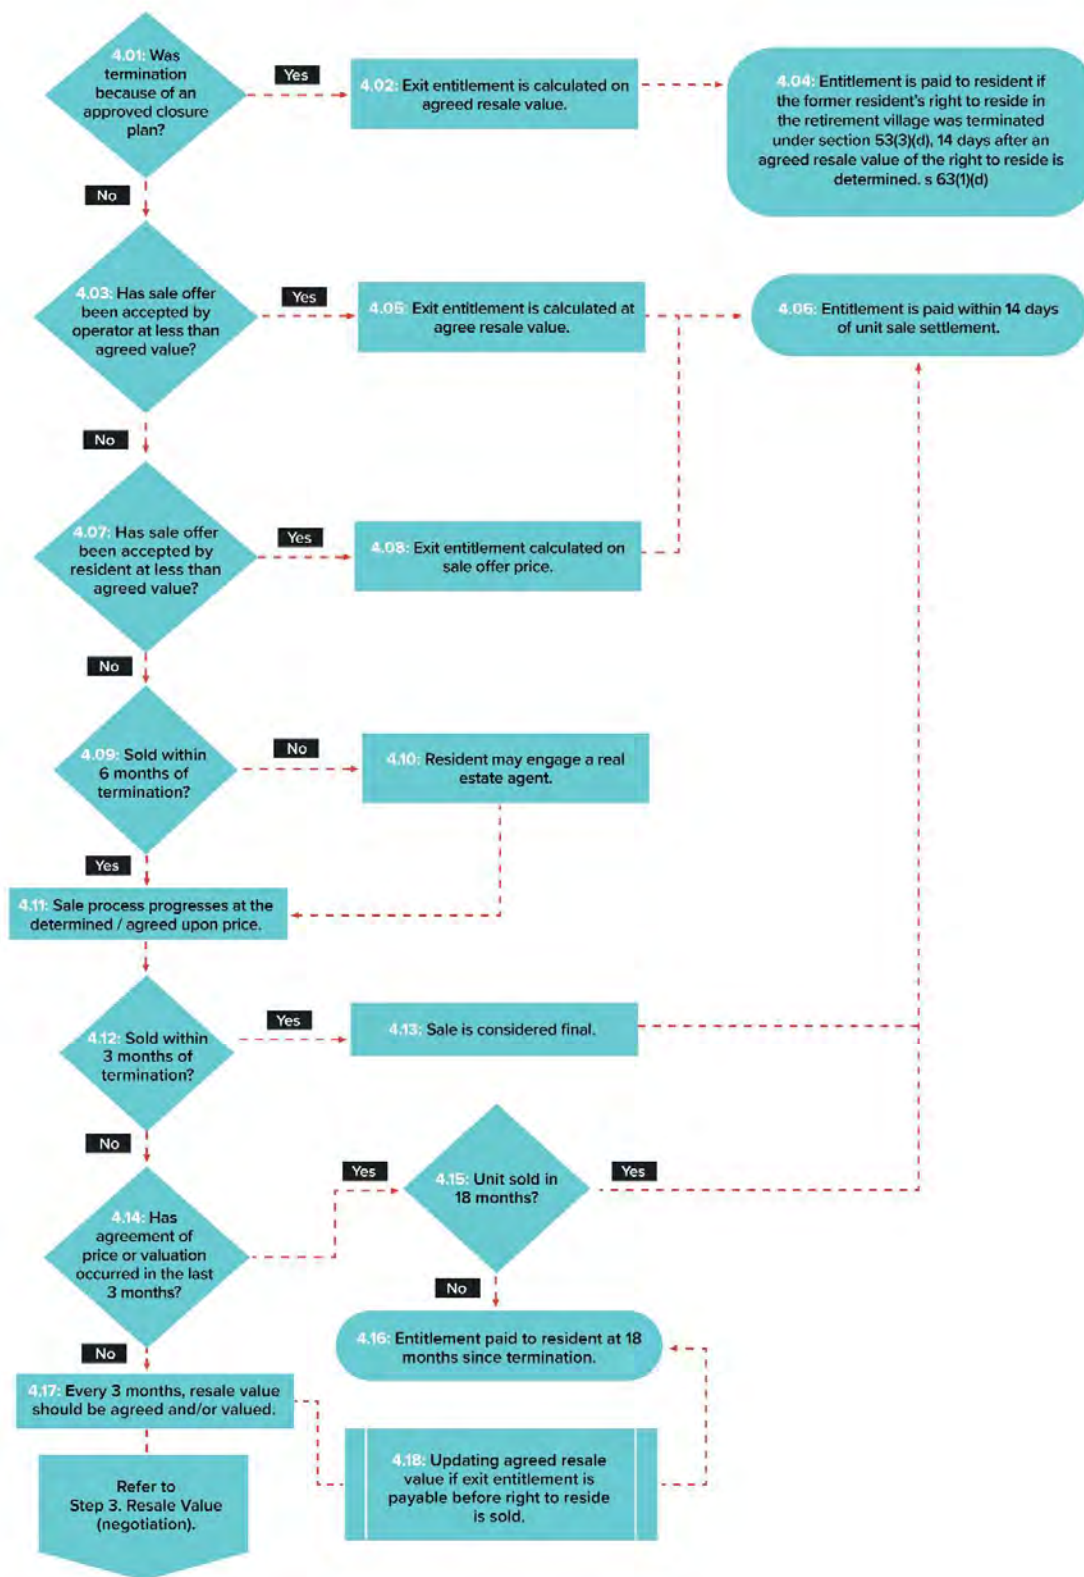 4.01: Was
termination
because of an
approved closure
plan?
Yes
4.02: Exit entitlement is calculated on
agreed resale value.
4.04: Entitlement is paid to resident if
the former resident's right to reside in
the retirement village was terminated
under section 53(3)(d), 14 days after an
agreed resale value of the right to reside is
determined. s 63(1)(d)
No
4.03: Has sale offer
been accepted by
operator at less than
agreed value?
Yes
4.05: Exit entitlement is calculated at
agree resale value.
4.06: Entitlement is paid within 14 days
of unit sale settlement.
No
4.07: Has sale offer
been accepted by
resident at less than
agreed value?
Yes
4.08: Exit entitlement calculated on
sale offer price.
No
4.09: Sold within
6 months of
termination?
No
4.10: Resident may engage a real
estate agent.
Yes
4.11: Sale process progresses at the
determined / agreed upon price.
4.12: Sold within
3 months of
termination?
Yes
4.13: Sale is considered final.
No
4.14: Has
agreement of
price or valuation
occurred in the last
3 months?
Yes
4.15: Unit sold in
18 months?
Yes
No
4.16: Entitlement paid to resident at 18
months since termination.
No
4.17: Every 3 months, resale value
should be agreed and/or valued.
4.18: Updating agreed resale
value if exit entitlement is
payable before right to reside
is sold.
Refer to
Step 3. Resale Value
(negotiation).